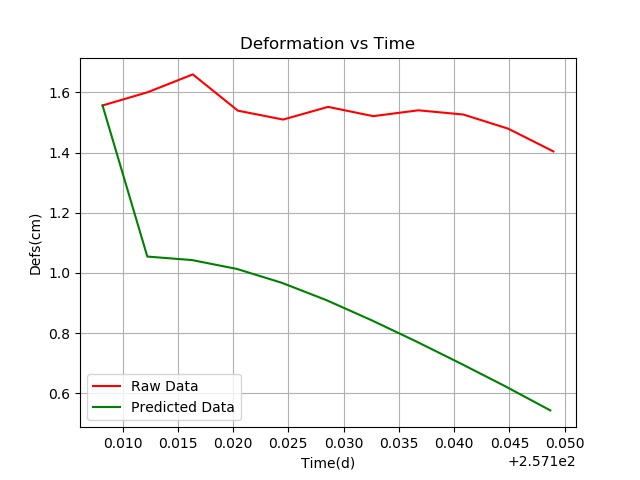 Deformation vs Time
Defs(cm)
1.6
1.4
1.2
1.0
0.8
0.6
Raw Data
Predicted Data
0.010 0.015 0.020 0.025 0.030 0.035 0.040 0.045 0.050
Time(d)
+2.571e2